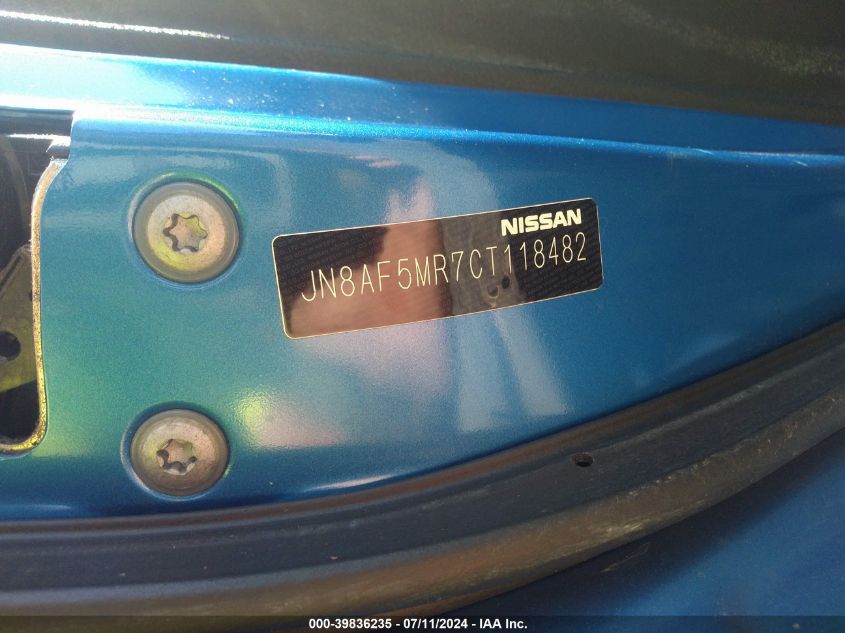 NISSAN
JN8AF5MR7CT118482
000-39836235 - 07/11/2024 - IAA Inc.